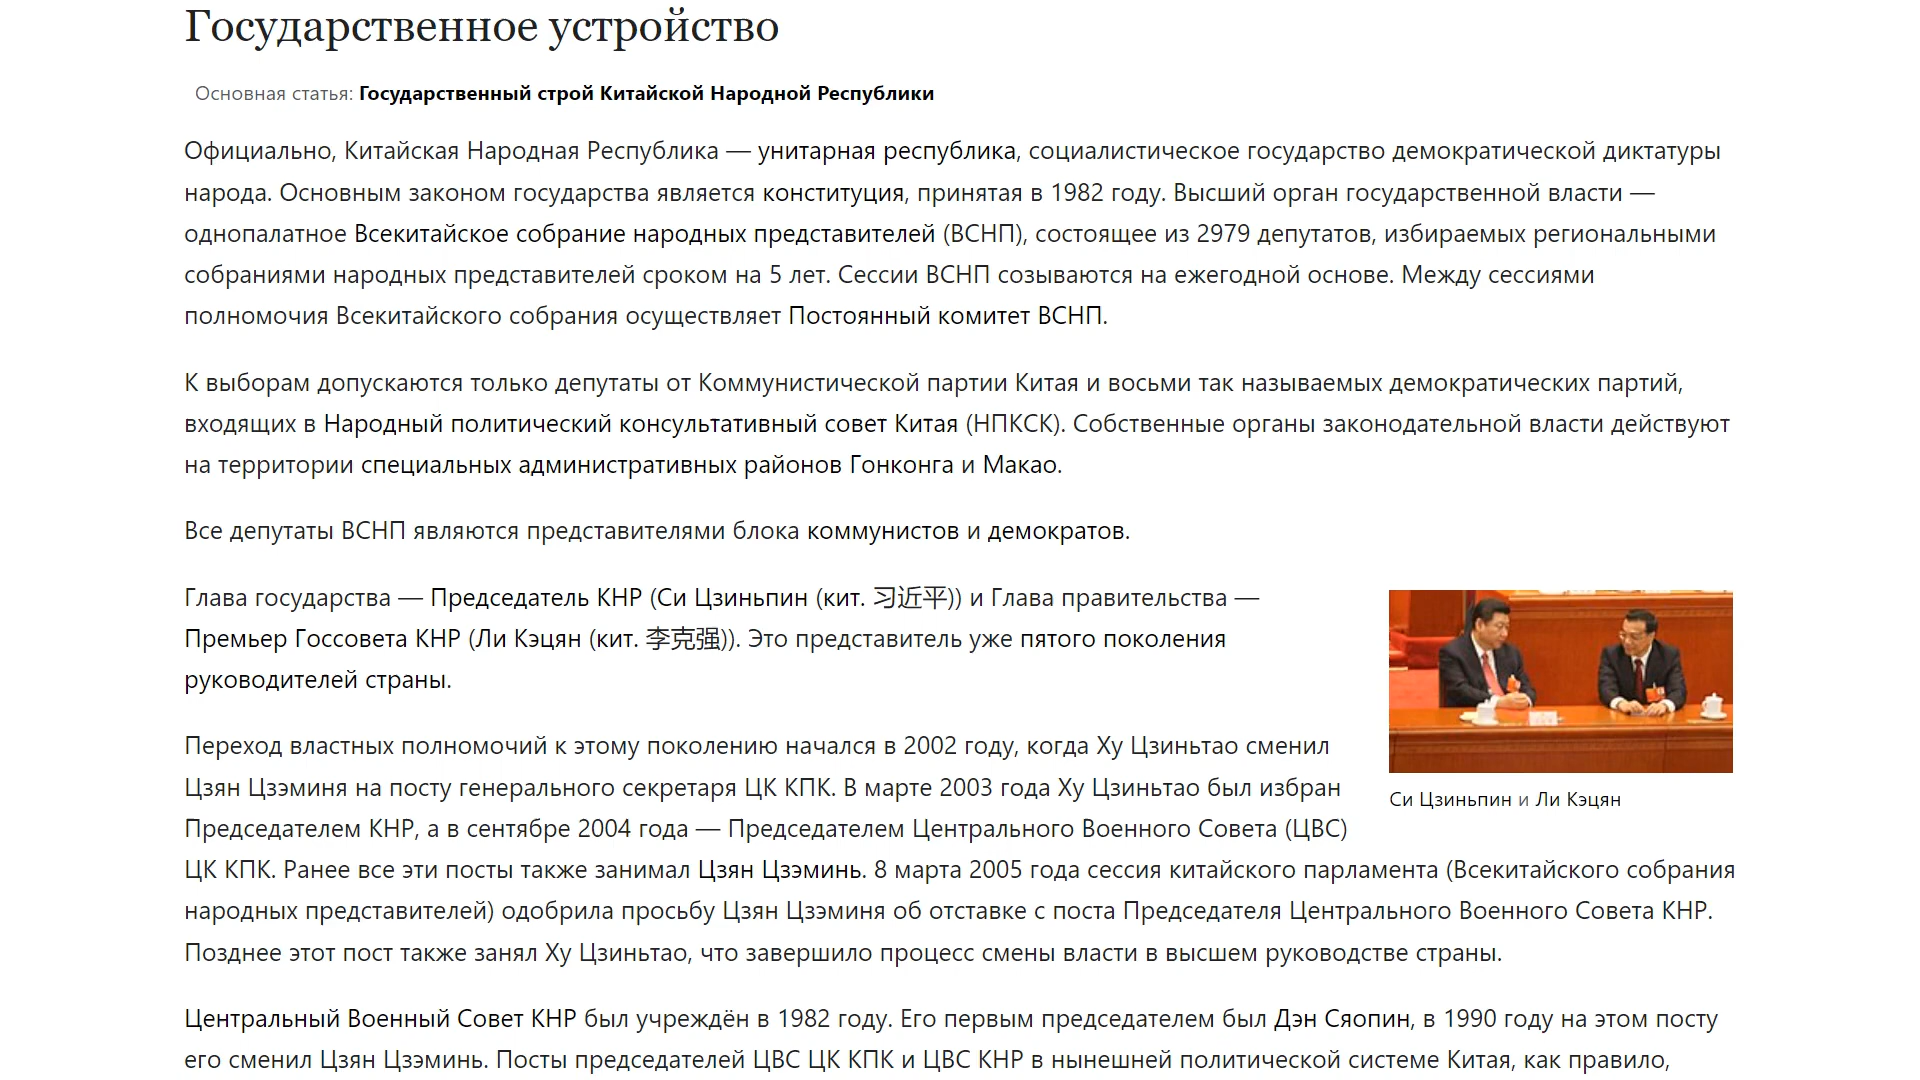 Государственное устройство
Основная статья: Государственный строй Китайской Народной Республики
Официально, Китайская Народная Республика — унитарная республика, социалистическое государство демократической диктатуры
народа. Основным законом государства является конституция, принятая в 1982 году. Высший орган государственной власти —
однопалатное Всекитайское собрание народных представителей (ВСНП), состоящее из 2979 депутатов, избираемых региональными
собраниями народных представителей сроком на 5 лет. Сессии ВСНП созываются на ежегодной основе. Между сессиями
полномочия Всекитайского собрания осуществляет Постоянный комитет ВСНП.
К выборам допускаются только депутаты от Коммунистической партии Китая и восьми так называемых демократических партий,
входящих в Народный политический консультативный совет Китая (НПКСК). Собственные органы законодательной власти действуют
на территории специальных административных районов Гонконга и Макао.
Все депутаты ВСНП являются представителями блока коммунистов и демократов.
Глава государства — Председатель КНР (Си Цзиньпин (кит. 习近平)) и Глава правительства —
Премьер Госсовета КНР (Ли Кэцян (кит. 李克强)). Это представитель уже пятого поколения
руководителей страны.
Си Цзиньпин и Ли Кэцян
Переход властных полномочий к этому поколению начался в 2002 году, когда Ху Цзиньтао сменил
Цзян Цзэминя на посту генерального секретаря ЦК КПК. В марте 2003 года Ху Цзиньтао был избран
Председателем КНР, а в сентябре 2004 года — Председателем Центрального Военного Совета (ЦВС)
ЦК КПК. Ранее все эти посты также занимал Цзян Цзэминь. 8 марта 2005 года сессия китайского парламента (Всекитайского собрания
народных представителей) одобрила просьбу Цзян Цзэминя об отставке с поста Председателя Центрального Военного Совета КНР.
Позднее этот пост также занял Ху Цзиньтао, что завершило процесс смены власти в высшем руководстве страны.
Центральный Военный Совет КНР был учреждён в 1982 году. Его первым председателем был Дэн Сяопин, в 1990 году на этом посту
его сменил Цзян Цзэминь. Посты председателей ЦВС ЦК КПК и ЦВС КНР в нынешней политической системе Китая, как правило,